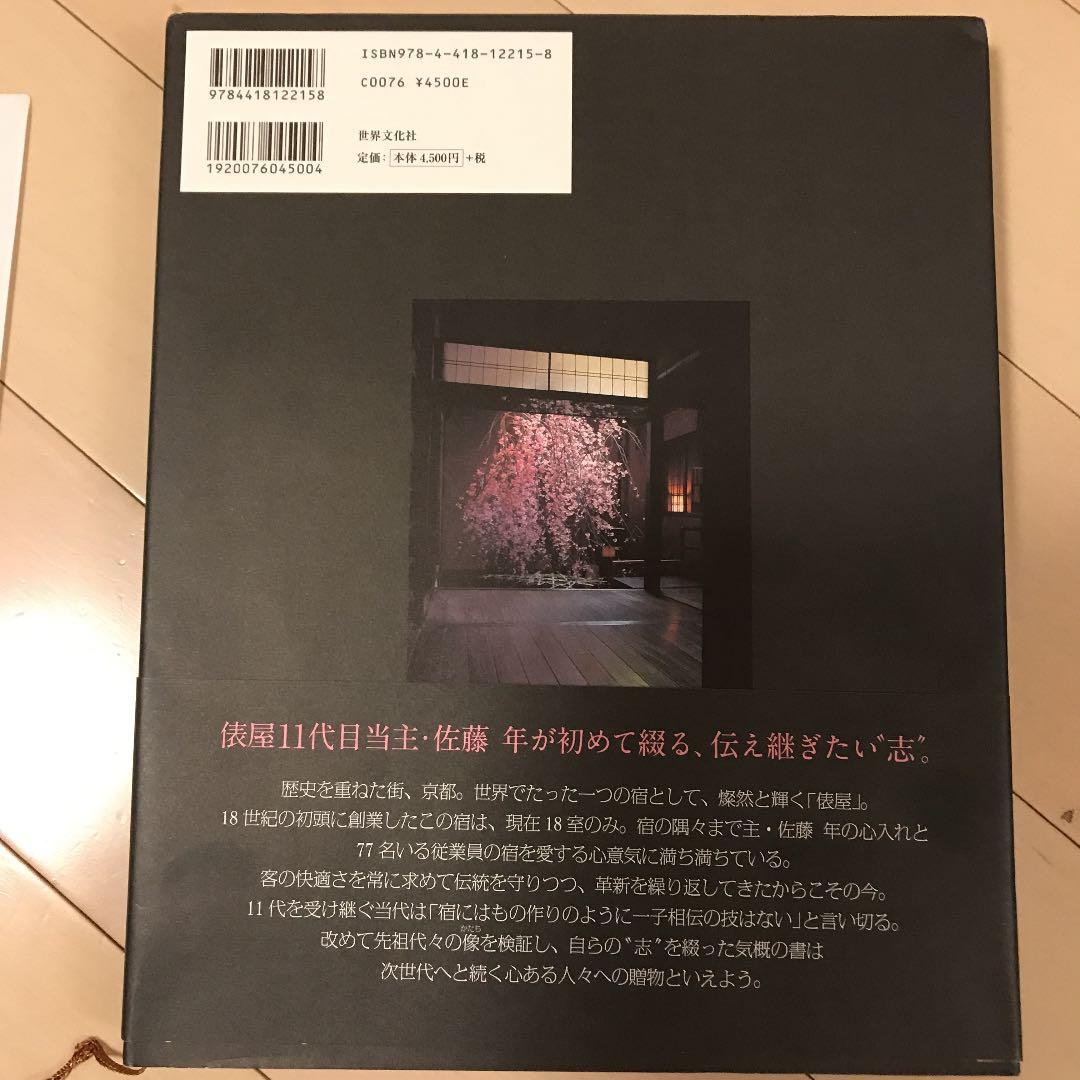 ISBN978-4-418-12215-8
C0076 ¥4500E
9784418122158
世界文化社
定価：本体 4,500円+税
1920076045004
俵屋11代目当主・佐藤 年が初めて綴る、伝え継ぎたい〝志〟。
歴史を重ねた街、京都。世界でたった一つの宿として、燦然と輝く「俵屋」。
18世紀の初頭に創業したこの宿は、現在18室のみ。宿の隅々まで主・佐藤 年の心入れと
77名いる従業員の宿を愛する心意気に満ち満ちている。
客の快適さを常に求めて伝統を守りつつ、革新を繰り返してきたからこその今。
11代を受け継ぐ当代は「宿にはもの作りのように一子相伝の技はない」と言い切る。
かたち
改めて先祖代々の像を検証し、自らの〝志〟を綴った気概の書は
次世代へと続く心ある人々への贈物といえよう。